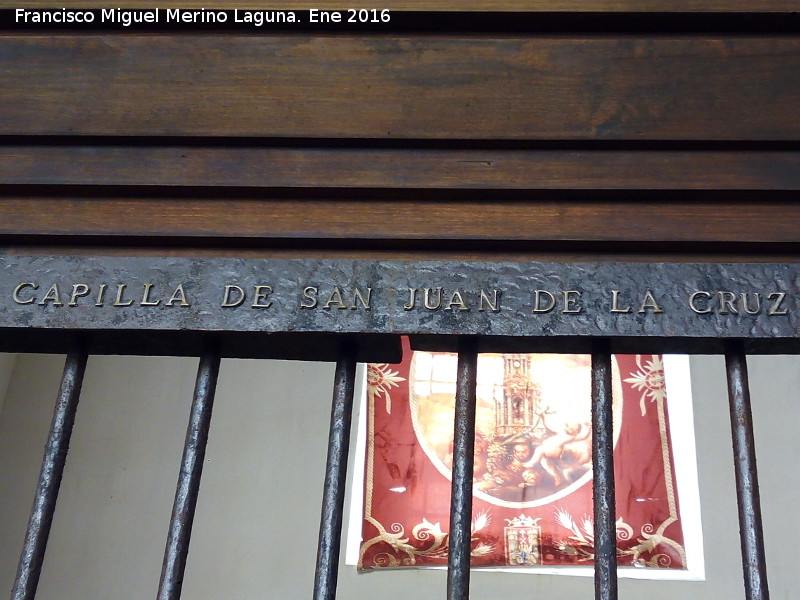 Francisco Miguel Merino Laguna. Ene 2016
CAPILLA DE SAN JUAN DE LA CRUZ